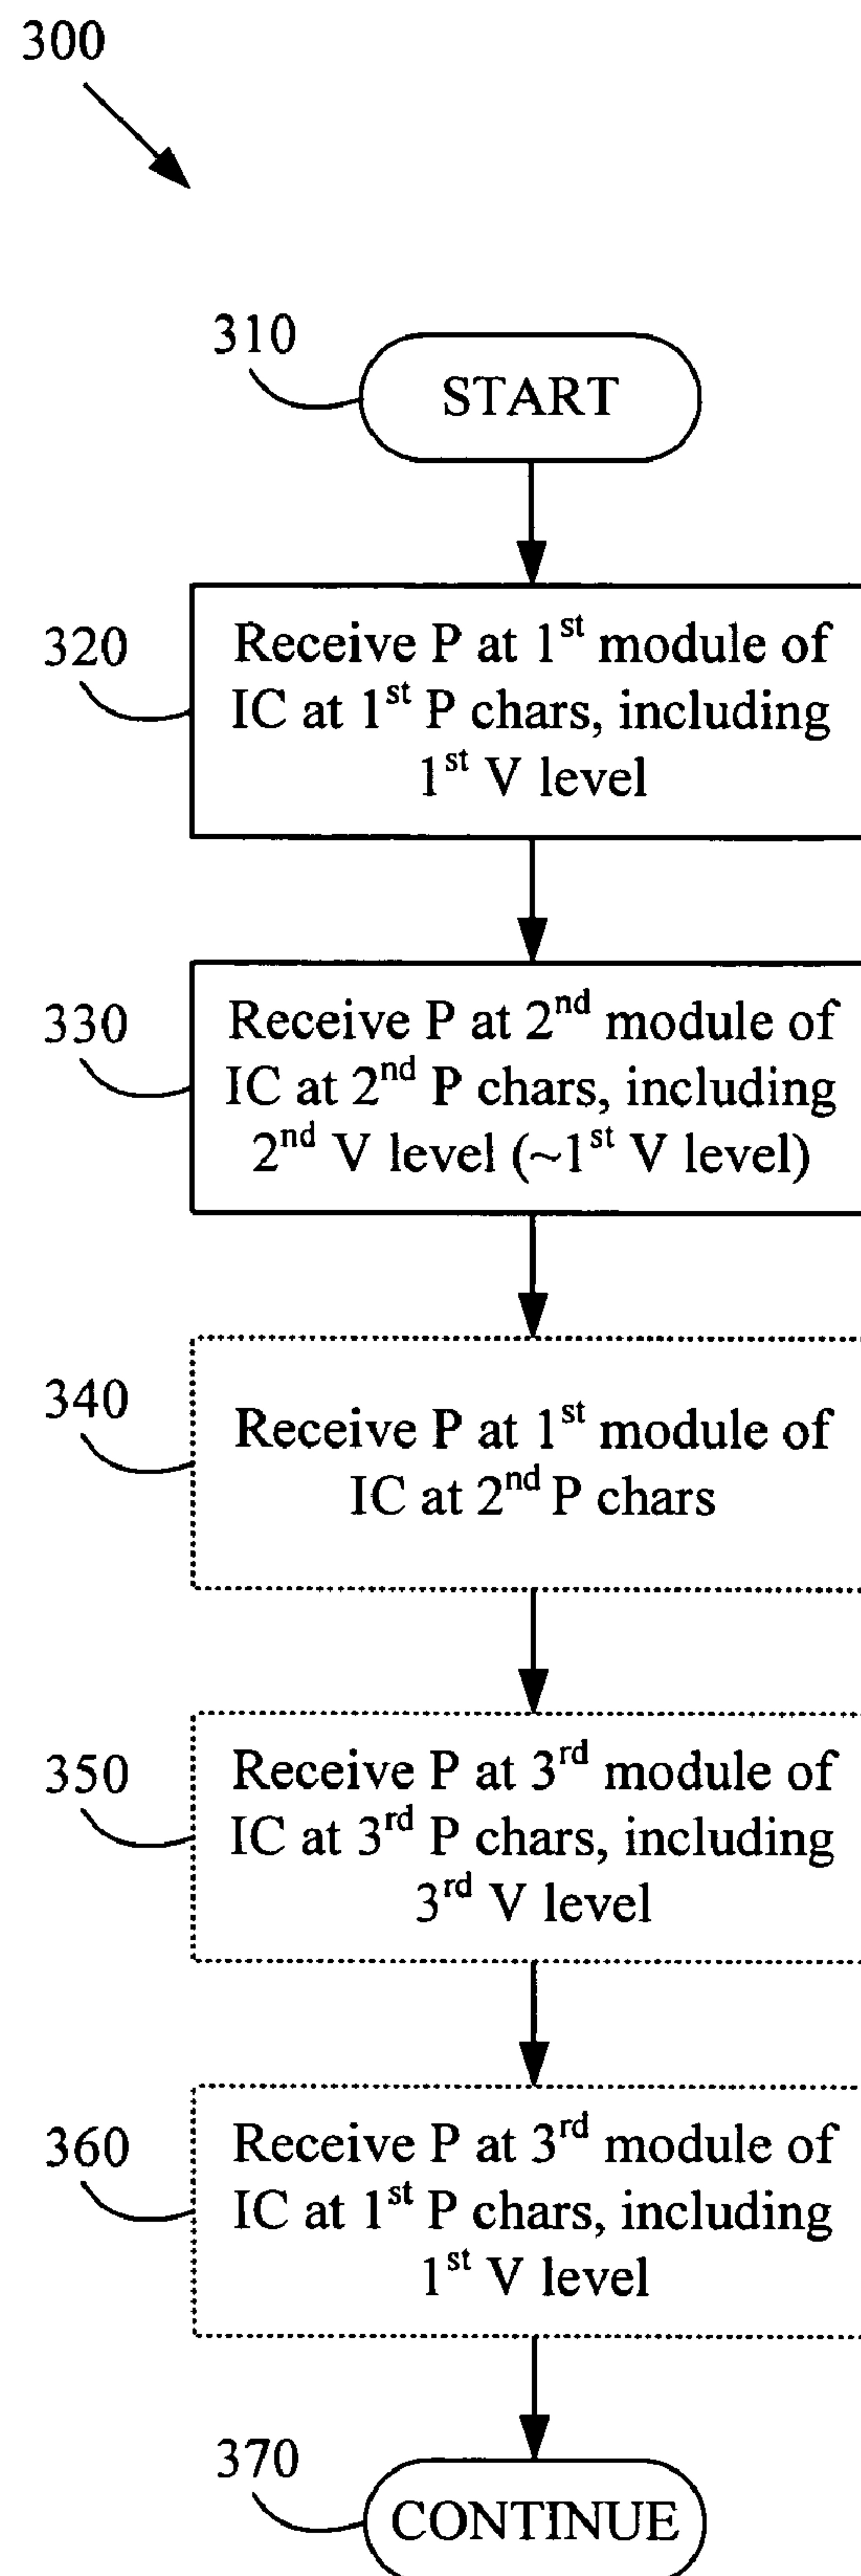 300
310
START
320
Receive P at 1st module of
IC at 1st P chars, including
1st V level
330
Receive P at 2nd module of
IC at 2nd P chars, including
2nd V level (~1st V level)
340
Receive P at 1st module of
IC at 2nd P chars
350
Receive P at 3rd module of
IC at 3rd P chars, including
3rd V level
360
Receive P at 3rd module of
IC at 1st P chars, including
1st V level
370
CONTINUE